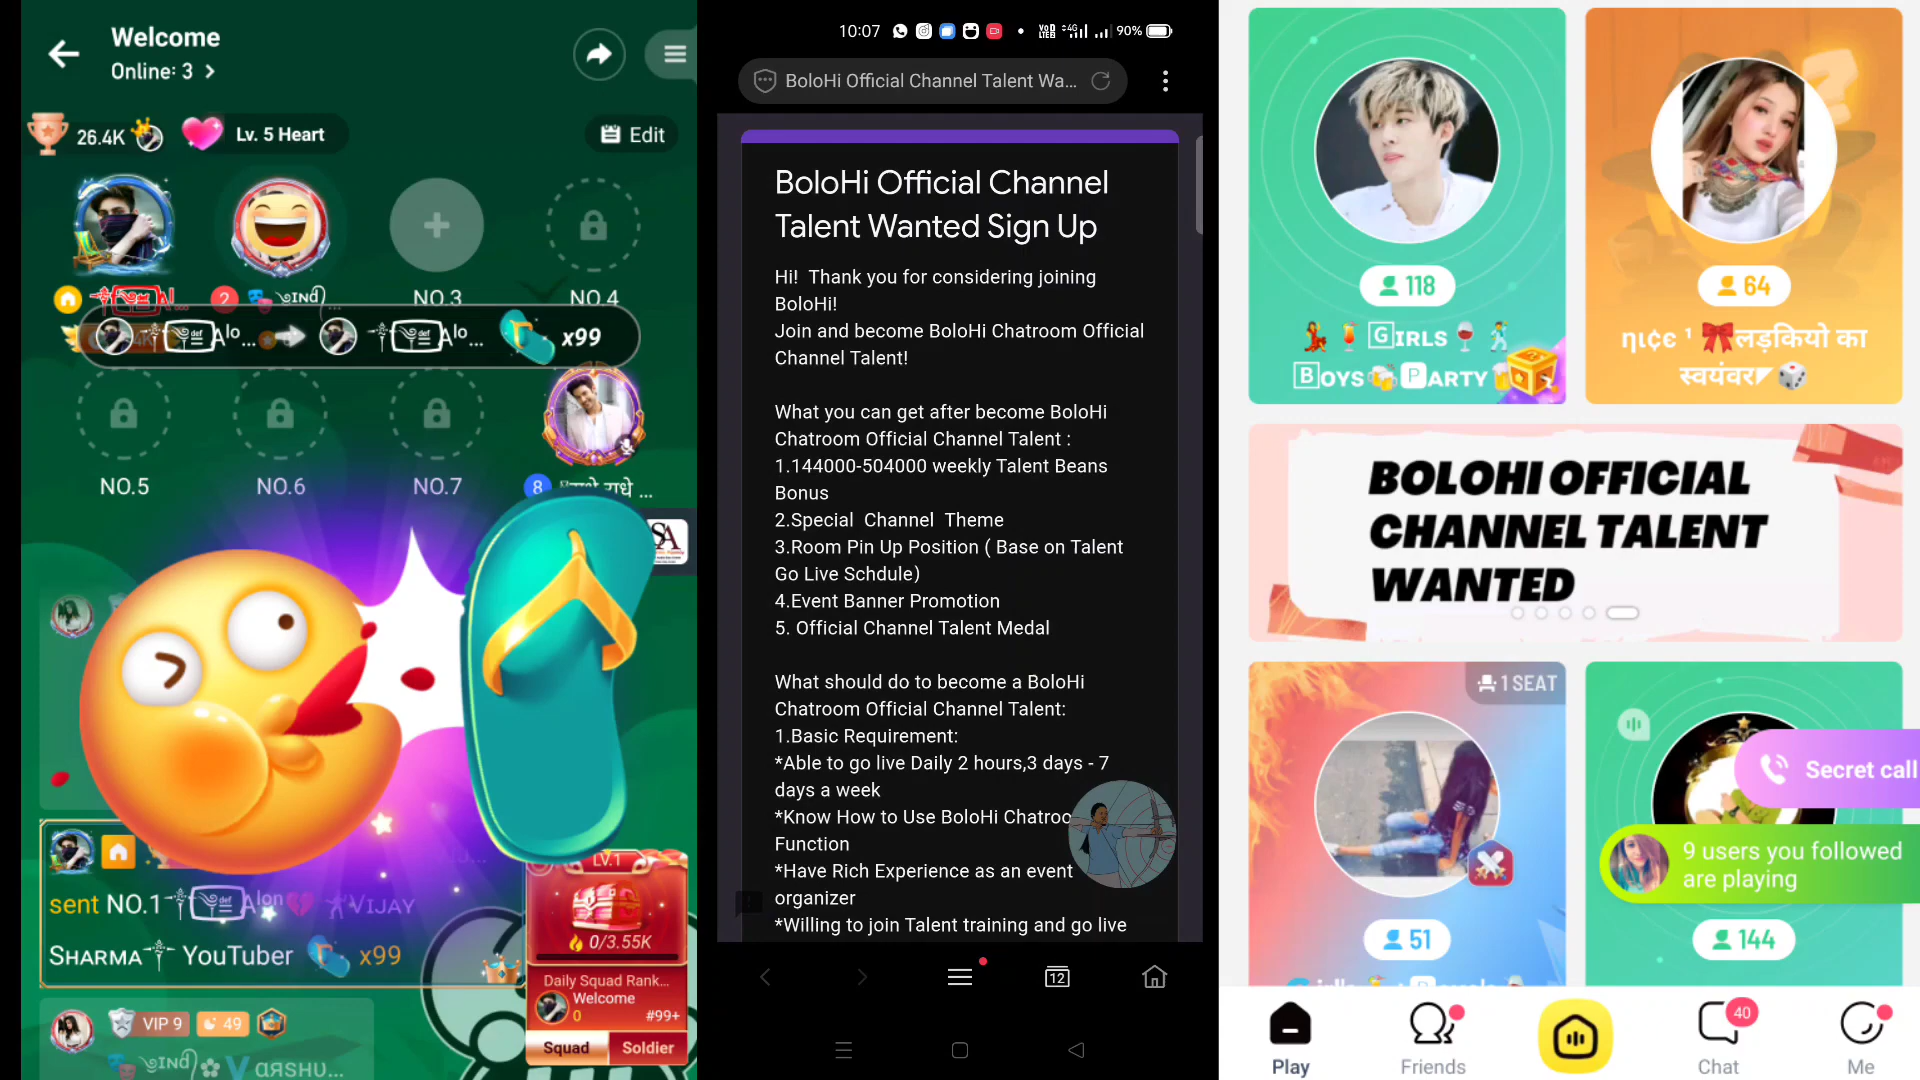 Welcome
Online: 3
26.4K
Lv. 5 Heart
Edit
NO.3
NO.4
2
x99
NO.5
NO.6
NO.7
8
राधे राधे ...
SA
sent NO.1 Alon VIJAY
SHARMA YouTuber x99
LV.1
0/3.55K
Daily Squad Rank...
Welcome
0
#99+
Squad
Soldier
VIP 9
49
10:07
4G
90%
BoloHi Official Channel Talent Wa...
BoloHi Official Channel
Talent Wanted Sign Up
Hi! Thank you for considering joining
BoloHi!
Join and become BoloHi Chatroom Official
Channel Talent!
What you can get after become BoloHi
Chatroom Official Channel Talent :
1.144000-504000 weekly Talent Beans
Bonus
2.Special Channel Theme
3.Room Pin Up Position ( Base on Talent
Go Live Schdule)
4.Event Banner Promotion
5. Official Channel Talent Medal
What should do to become a BoloHi
Chatroom Official Channel Talent:
1.Basic Requirement:
*Able to go live Daily 2 hours,3 days - 7
days a week
*Know How to Use BoloHi Chatroo
Function
*Have Rich Experience as an event
organizer
*Willing to join Talent training and go live
12
118
GIRLS
BOYS PARTY
64
ηι¢є ¹ लड़कियो का
स्वयंवर
BOLOHI OFFICIAL
CHANNEL TALENT
WANTED
1 SEAT
Secret call
9 users you followed
are playing
51
144
Play
Friends
40
Chat
Me